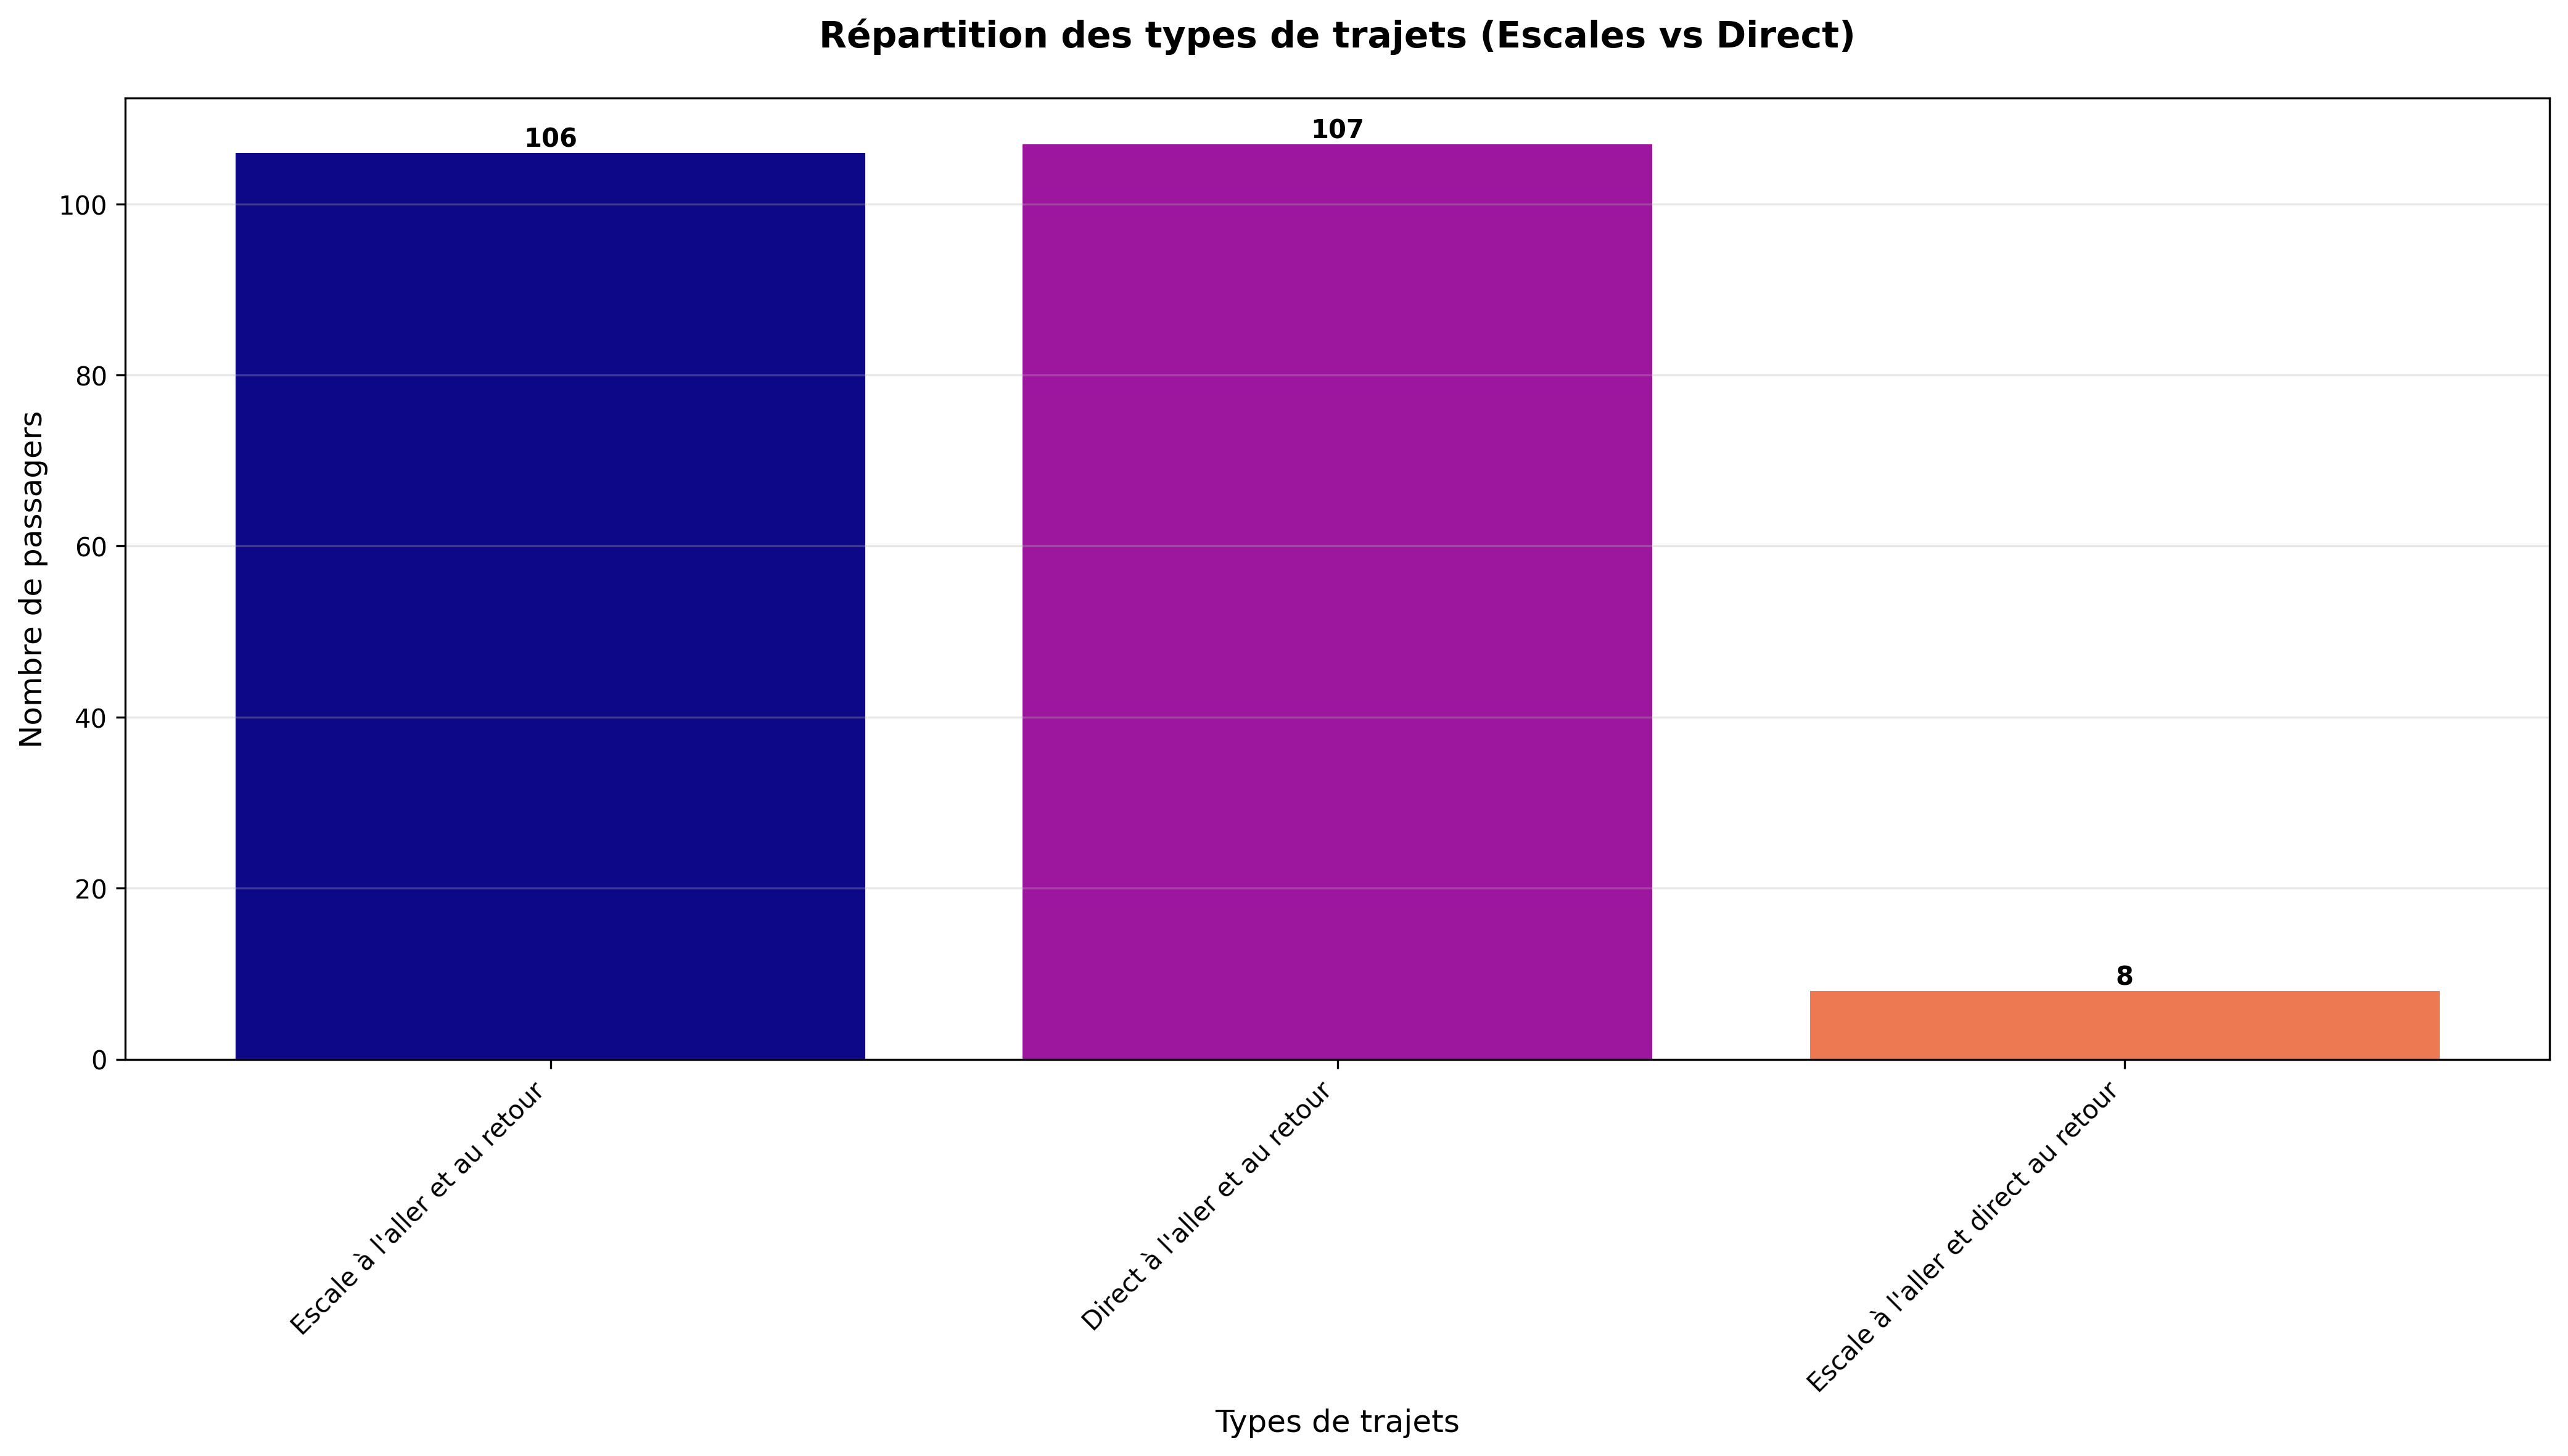 Répartition des types de trajets (Escales vs Direct)
Nombre de passagers
100
80
60
40
20
0
106
107
8
Escale à l'aller et au retour
Direct à l'aller et au retour
Escale à l'aller et direct au retour
Types de trajets